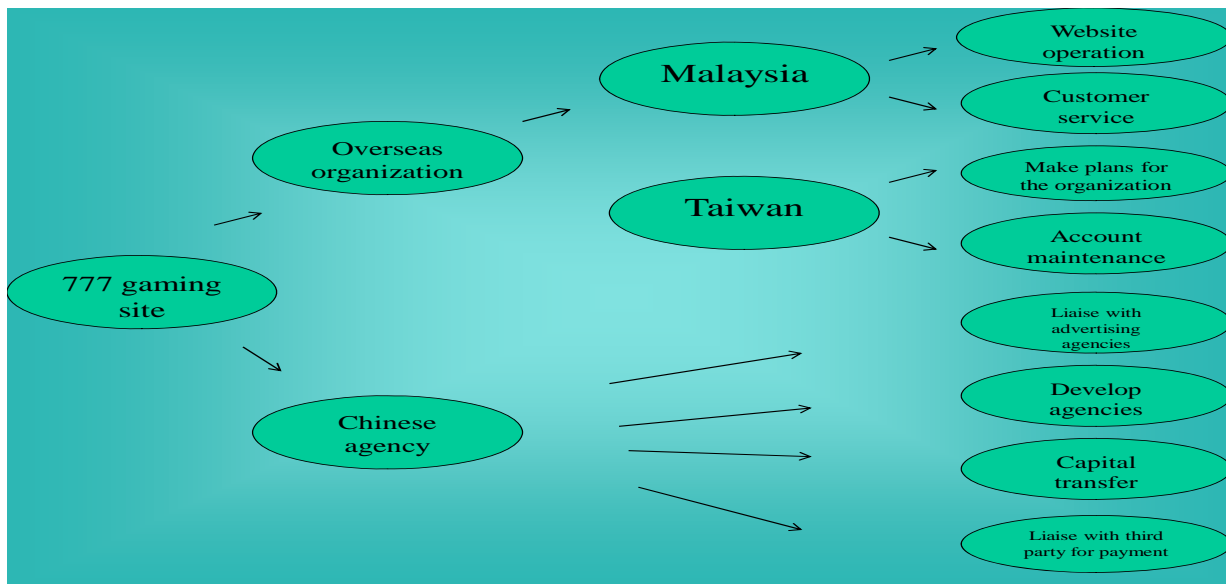 Website
operation
Malaysia
Customer
service
Overseas
organization
Make plans for
the organization
Taiwan
Account
maintenance
777 gaming
site
Liaise with
advertising
agencies
Develop
agencies
Chinese
agency
Capital
transfer
Liaise with third
party for payment